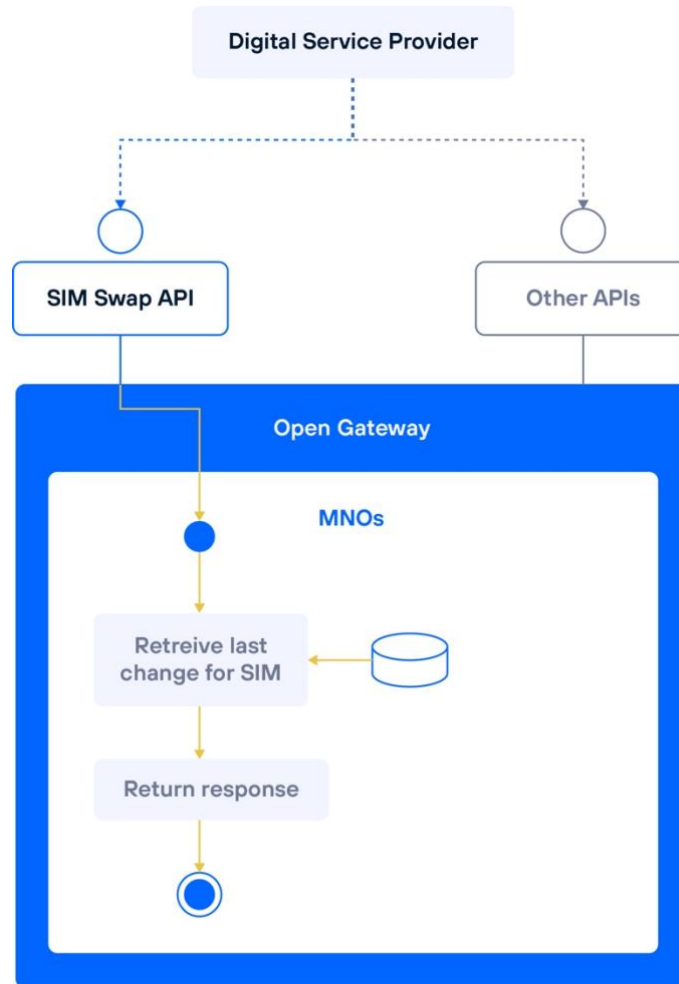 Digital Service Provider
SIM Swap API
Other APIs
Open Gateway
MNOs
Retreive last
change for SIM
Return response